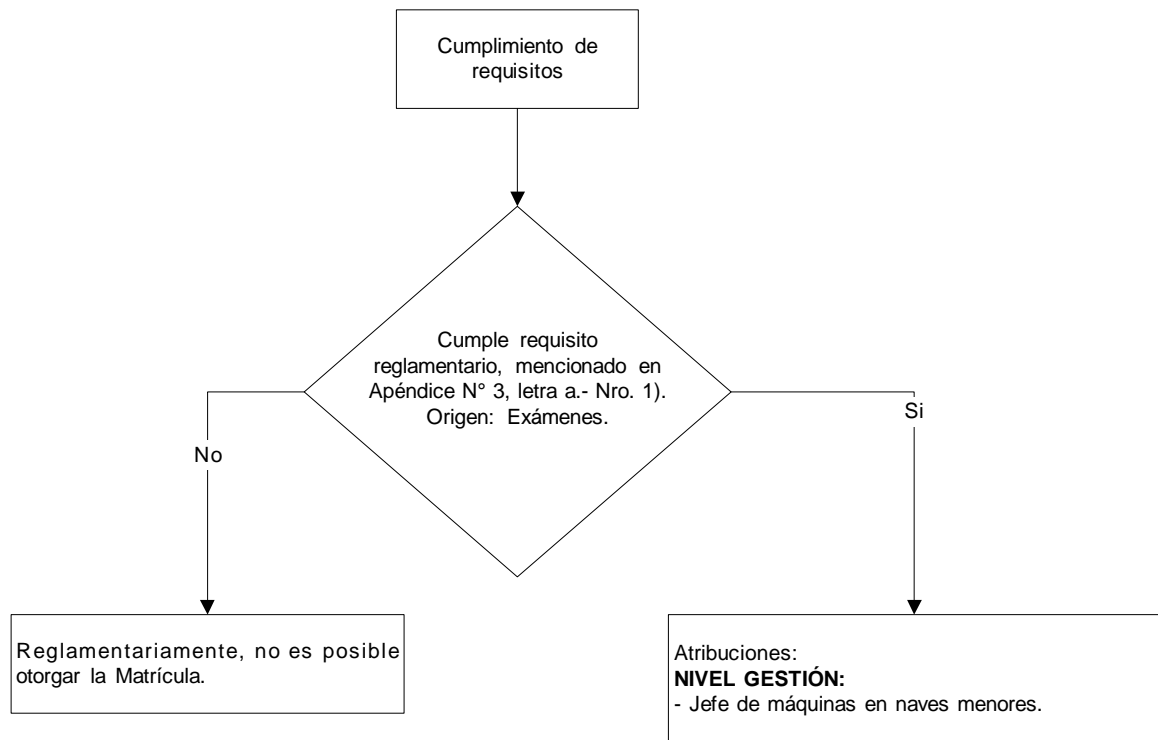 Cumplimiento de
requisitos
Cumple requisito
reglamentario, mencionado en
Apéndice N° 3, letra a.- Nro. 1).
Origen: Exámenes.
No
Si
Reglamentariamente, no es posible
otorgar la Matrícula.
Atribuciones:
NIVEL GESTIÓN:
- Jefe de máquinas en naves menores.